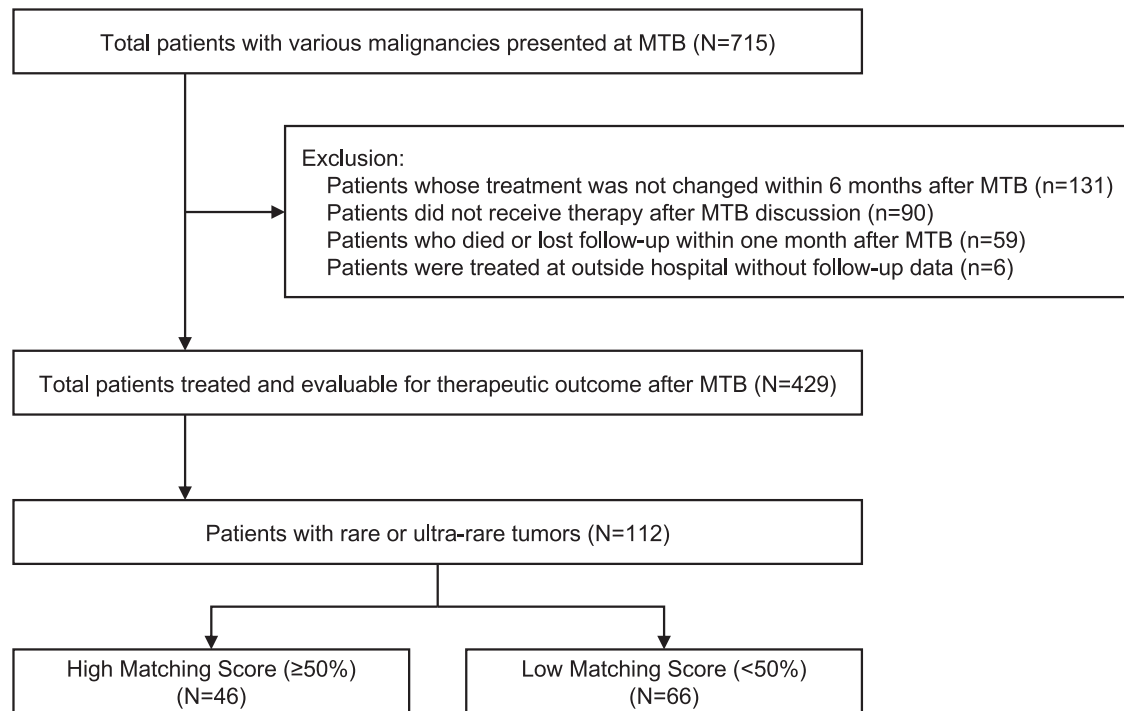 Total patients with various malignancies presented at MTB (N=715)
Exclusion:
Patients whose treatment was not changed within 6 months after MTB (n=131)
Patients did not receive therapy after MTB discussion (n=90)
Patients who died or lost follow-up within one month after MTB (n=59)
Patients were treated at outside hospital without follow-up data (n=6)
Total patients treated and evaluable for therapeutic outcome after MTB (N=429)
Patients with rare or ultra-rare tumors (N=112)
High Matching Score (≥50%)
(N=46)
Low Matching Score (<50%)
(N=66)